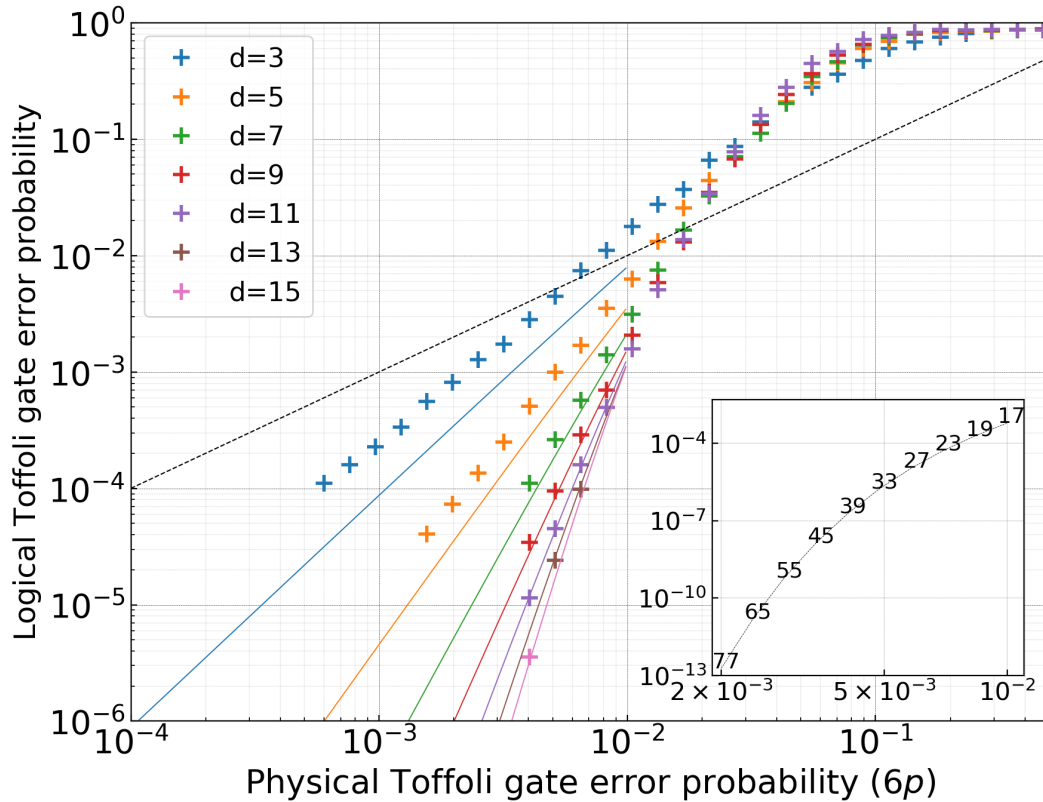 Logical Toffoli gate error probability
10⁰
10⁻¹
10⁻²
10⁻³
10⁻⁴
10⁻⁵
10⁻⁶
d=3
d=5
d=7
d=9
d=11
d=13
d=15
10⁻⁴
10⁻⁷
10⁻¹⁰
10⁻¹³
17
19
23
27
33
39
45
55
65
77
2 × 10⁻³
5 × 10⁻³
10⁻²
10⁻⁴
10⁻³
10⁻²
10⁻¹
Physical Toffoli gate error probability (6p)